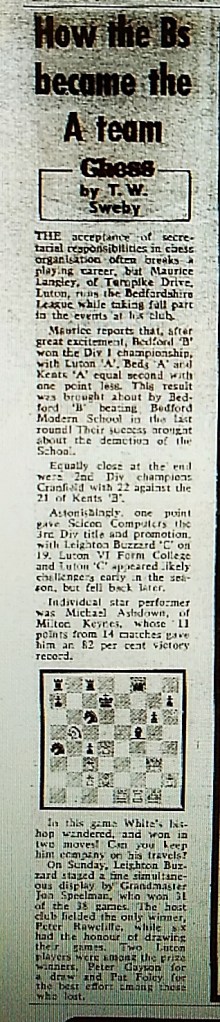 How the Bs
became the
A team
Chess
by T. W.
Sweby
THE acceptance of secre-
tarial responsibilities in chess
organisation often breaks a
playing career, but Maurice
Langley, of Turnpike Drive,
Luton, runs the Bedfordshire
League while taking full part
in the events at his club.
Maurice reports that, after
great excitement, Bedford 'B'
won the Div 1 championship,
with Luton 'A', Beds 'A' and
Kents 'A' equal second with
one point less. This result
was brought about by Bed-
ford 'B' beating Bedford
Modern School in the last
round! Their success brought
about the demotion of the
School.
Equally close at the end
were 2nd Div champions
Cranfield with 22 against the
21 of Kents 'B'.
Astonishingly, one point
gave Scicon Computers the
3rd Div title and promotion,
with Leighton Buzzard 'C' on
19. Luton VI Form College
and Luton 'C' appeared likely
challengers early in the sea-
son, but fell back later.
Individual star performer
was Michael Ashdown, of
Milton Keynes, whose 11
points from 14 matches gave
him an 82 per cent victory
record.
In this game White's bis-
hop wandered, and won in
two moves! Can you keep
him company on his travels?
On Sunday, Leighton Buz-
zard staged a fine simultane-
ous display by Grandmaster
Jon Speelman, who won 31
of the 38 games. The host
club fielded the only winner,
Peter Rawcliffe, while six
had the honour of drawing
their games. Two Luton
players were among the prize
winners, Peter Gayson for
a draw and Pat Foley for
the best effort among those
who lost.